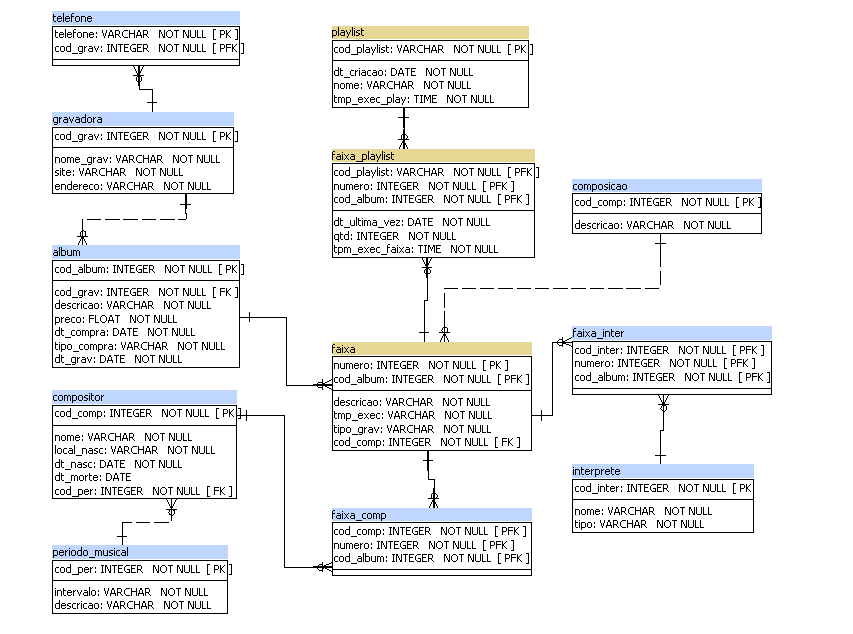 telefone
telefone: VARCHAR NOT NULL [ PK ]
cod_grav: INTEGER NOT NULL [ PFK ]
gravadora
cod_grav: INTEGER NOT NULL [ PK ]
nome_grav: VARCHAR NOT NULL
site: VARCHAR NOT NULL
endereco: VARCHAR NOT NULL
album
cod_album: INTEGER NOT NULL [ PK ]
cod_grav: INTEGER NOT NULL [ FK ]
descricao: VARCHAR NOT NULL
preco: FLOAT NOT NULL
dt_compra: DATE NOT NULL
tipo_compra: VARCHAR NOT NULL
dt_grav: DATE NOT NULL
compositor
cod_comp: INTEGER NOT NULL [ PK ]
nome: VARCHAR NOT NULL
local_nasc: VARCHAR NOT NULL
dt_nasc: DATE NOT NULL
dt_morte: DATE
cod_per: INTEGER NOT NULL [ FK ]
periodo_musical
cod_per: INTEGER NOT NULL [ PK ]
intervalo: VARCHAR NOT NULL
descricao: VARCHAR NOT NULL
playlist
cod_playlist: VARCHAR NOT NULL [ PK ]
dt_criacao: DATE NOT NULL
nome: VARCHAR NOT NULL
tmp_exec_play: TIME NOT NULL
faixa_playlist
cod_playlist: VARCHAR NOT NULL [ PFK ]
numero: INTEGER NOT NULL [ PFK ]
cod_album: INTEGER NOT NULL [ PFK ]
dt_ultima_vez: DATE NOT NULL
qtd: INTEGER NOT NULL
tpm_exec_faixa: TIME NOT NULL
faixa
numero: INTEGER NOT NULL [ PK ]
cod_album: INTEGER NOT NULL [ PFK ]
descricao: VARCHAR NOT NULL
tmp_exec: VARCHAR NOT NULL
tipo_grav: VARCHAR NOT NULL
cod_comp: INTEGER NOT NULL [ FK ]
faixa_comp
cod_comp: INTEGER NOT NULL [ PFK ]
numero: INTEGER NOT NULL [ PFK ]
cod_album: INTEGER NOT NULL [ PFK ]
composicao
cod_comp: INTEGER NOT NULL [ PK ]
descricao: VARCHAR NOT NULL
faixa_inter
cod_inter: INTEGER NOT NULL [ PFK ]
numero: INTEGER NOT NULL [ PFK ]
cod_album: INTEGER NOT NULL [ PFK ]
interprete
cod_inter: INTEGER NOT NULL [ PK
nome: VARCHAR NOT NULL
tipo: VARCHAR NOT NULL